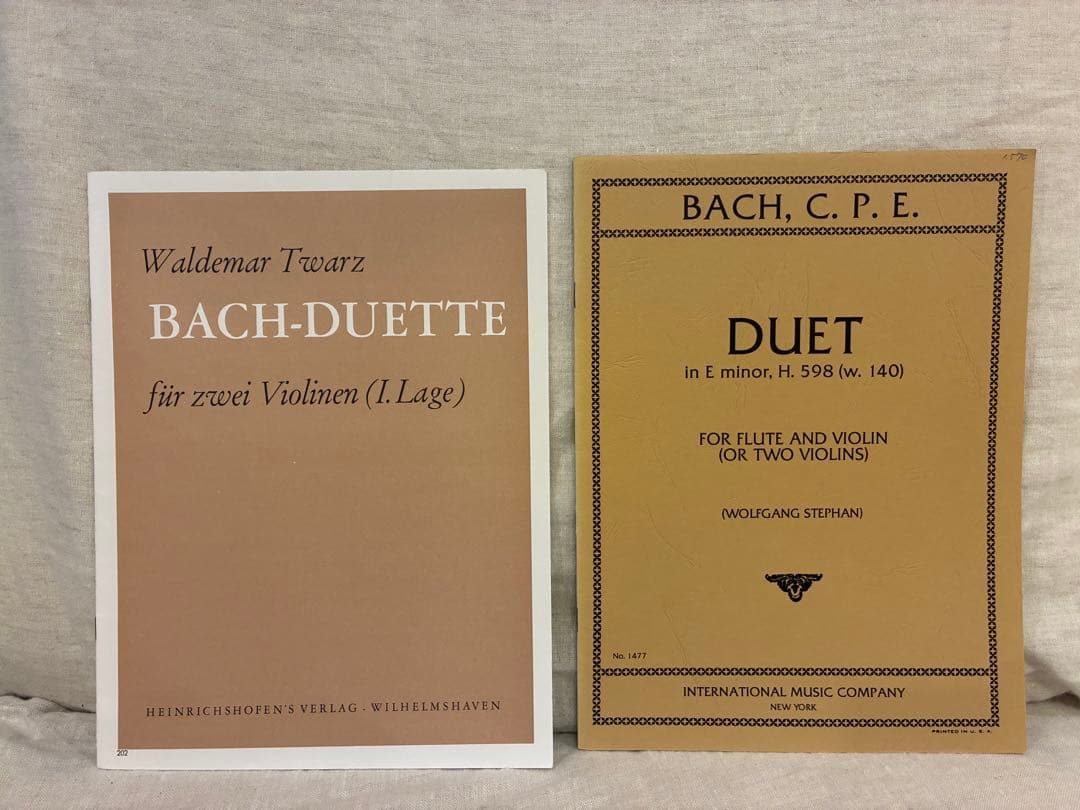 Waldemar Twarz
BACH-DUETTE
für zwei Violinen (I. Lage)
HEINRICHSHOFEN'S VERLAG · WILHELMSHAVEN
202
1570
BACH, C. P. E.
DUET
in E minor, H. 598 (w. 140)
FOR FLUTE AND VIOLIN
(OR TWO VIOLINS)
(WOLFGANG STEPHAN)
No. 1477
INTERNATIONAL MUSIC COMPANY
NEW YORK
PRINTED IN U. S. A.